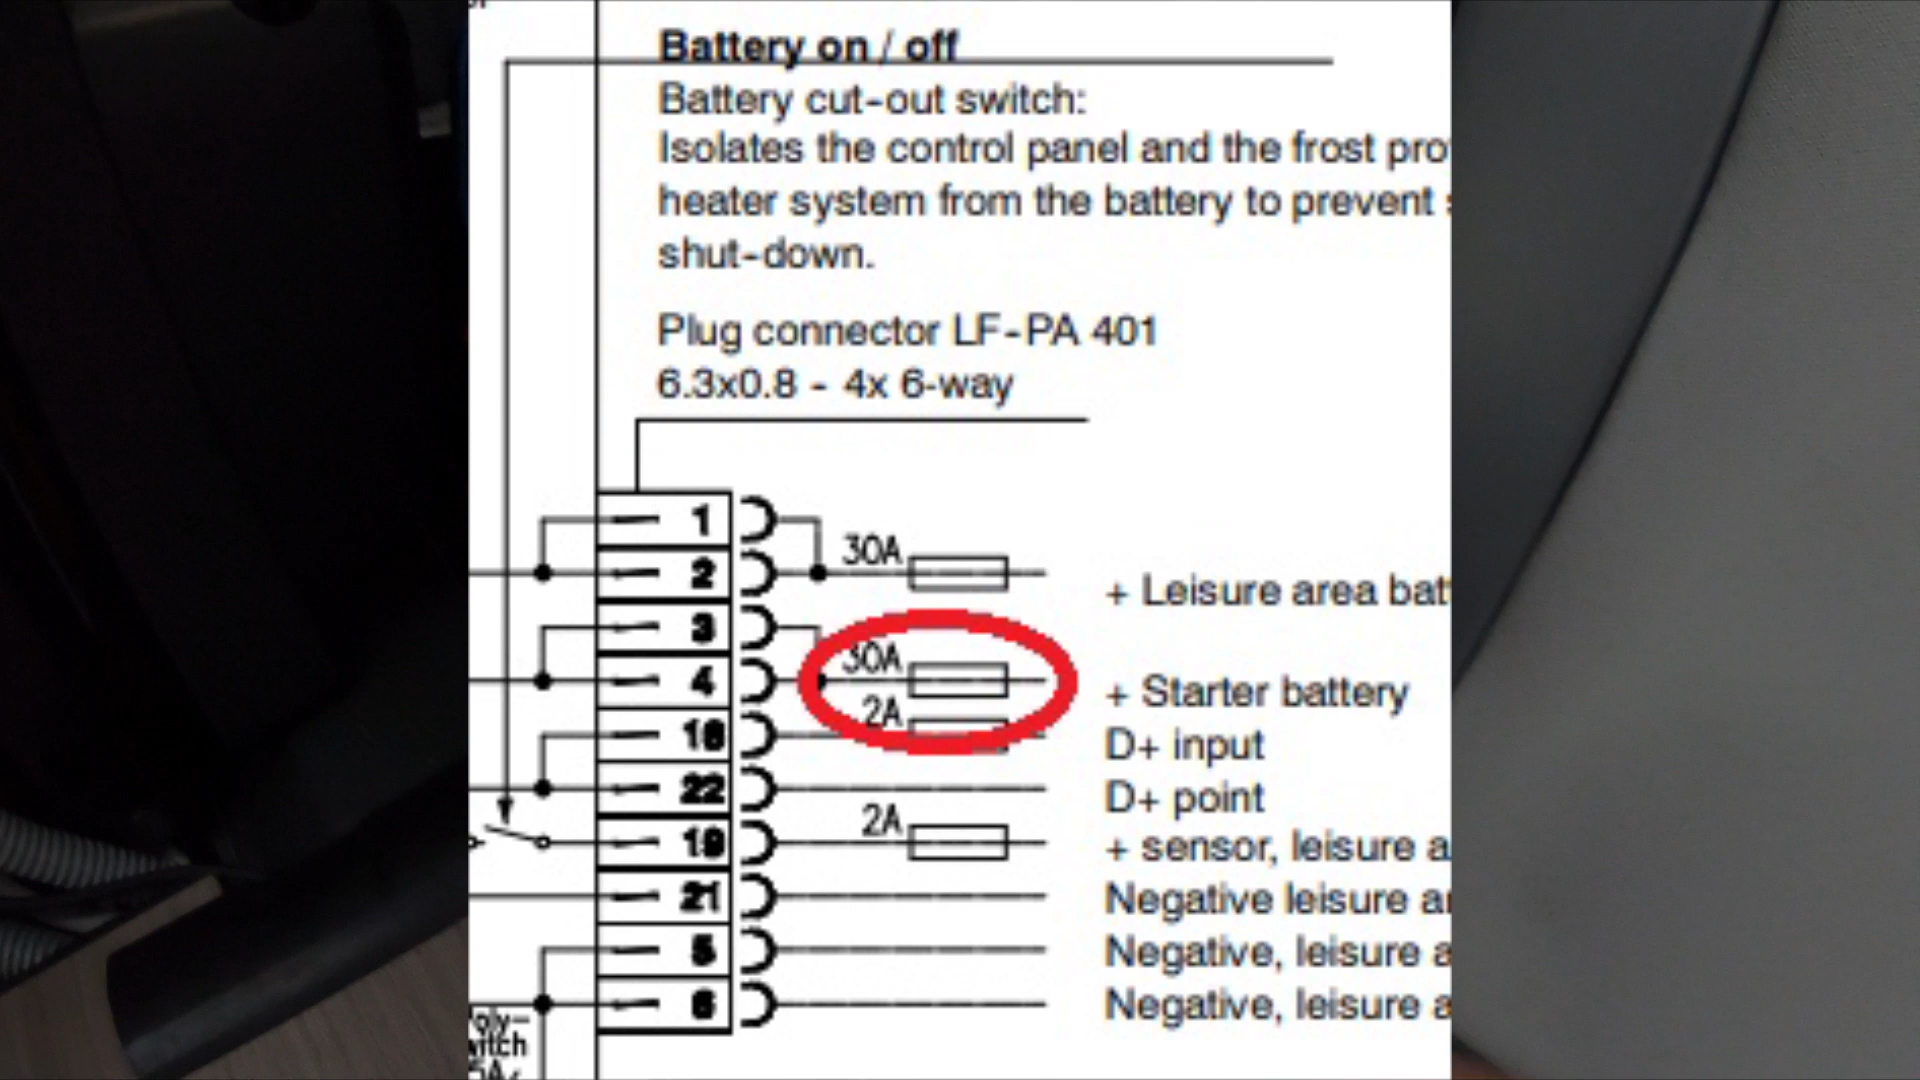 Battery on / off
Battery cut-out switch:
Isolates the control panel and the frost pro
heater system from the battery to prevent
shut-down.
Plug connector LF-PA 401
6.3x0.8 - 4x 6-way
1
2 30A + Leisure area bat
3
4 30A + Starter battery
18 2A D+ input
22 D+ point
19 2A + sensor, leisure a
21 Negative leisure a
5 Negative, leisure a
6 Negative, leisure a